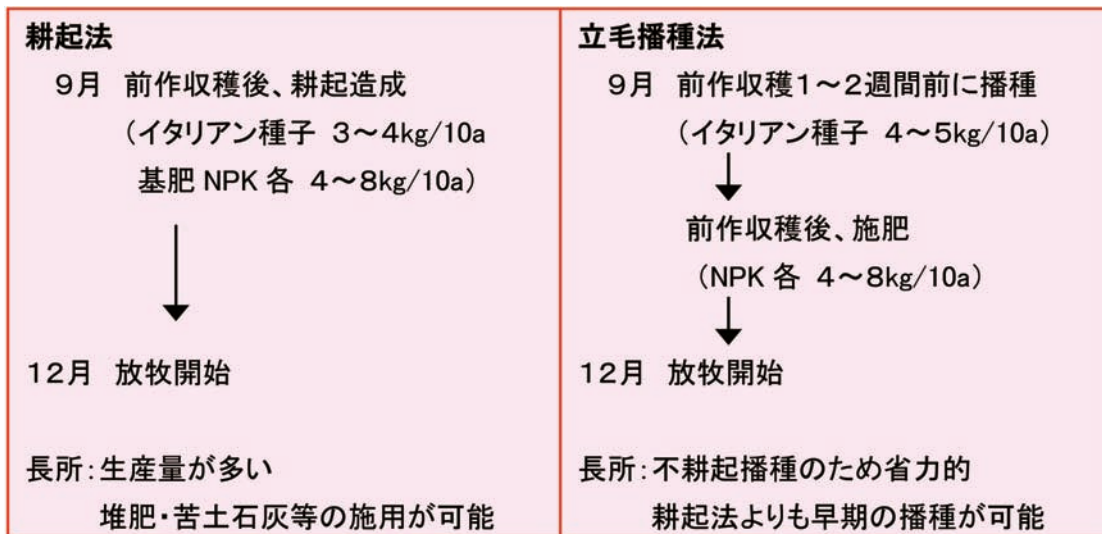 耕起法
9月 前作収穫後、耕起造成
（イタリアン種子 3～4kg/10a
基肥 NPK 各 4～8kg/10a）
12月 放牧開始
長所：生産量が多い
堆肥・苦土石灰等の施用が可能
立毛播種法
9月 前作収穫1～2週間前に播種
（イタリアン種子 4～5kg/10a）
前作収穫後、施肥
（NPK 各 4～8kg/10a）
12月 放牧開始
長所：不耕起播種のため省力的
耕起法よりも早期の播種が可能